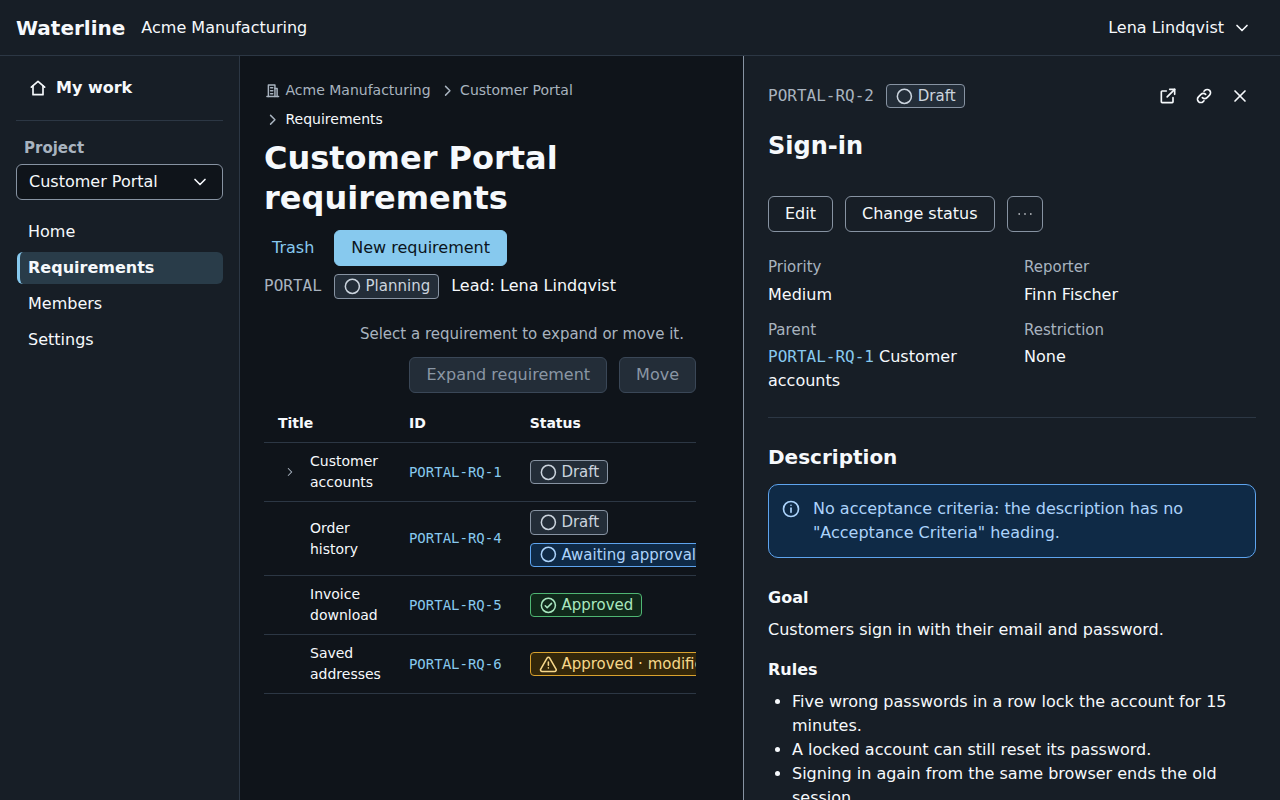 Waterline
Acme Manufacturing
Lena Lindqvist
My work
Project
Customer Portal
Home
Requirements
Members
Settings
Acme Manufacturing
Customer Portal
Requirements
Customer Portal
requirements
Trash
New requirement
PORTAL
Planning
Lead: Lena Lindqvist
Select a requirement to expand or move it.
Expand requirement
Move
Title
ID
Status
Customer
accounts
PORTAL-RQ-1
Draft
Order
history
PORTAL-RQ-4
Draft
Awaiting approval
Invoice
download
PORTAL-RQ-5
Approved
Saved
addresses
PORTAL-RQ-6
Approved ·
PORTAL-RQ-2
Draft
Sign-in
Edit
Change status
···
Priority
Medium
Reporter
Finn Fischer
Parent
PORTAL-RQ-1 Customer
accounts
Restriction
None
Description
No acceptance criteria: the description has no
"Acceptance Criteria" heading.
Goal
Customers sign in with their email and password.
Rules
• Five wrong passwords in a row lock the account for 15
minutes.
• A locked account can still reset its password.
• Signing in again from the same browser ends the old
session